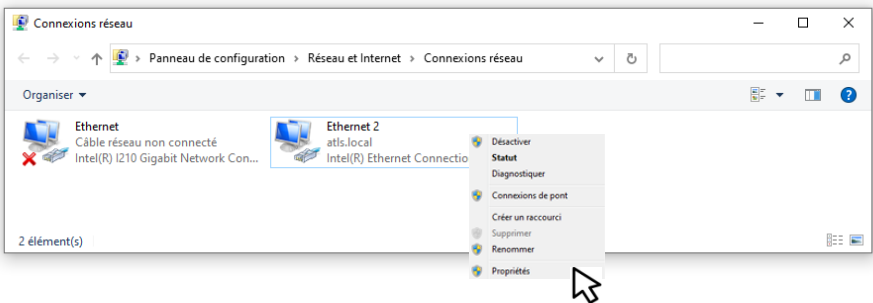 Connexions réseau
Panneau de configuration › Réseau et Internet › Connexions réseau
Organiser
Ethernet
Câble réseau non connecté
Intel(R) I210 Gigabit Network Con...
Ethernet 2
atls.local
Intel(R) Ethernet Connectio
Désactiver
Statut
Diagnostiquer
Connexions de pont
Créer un raccourci
Supprimer
Renommer
Propriétés
2 élément(s)